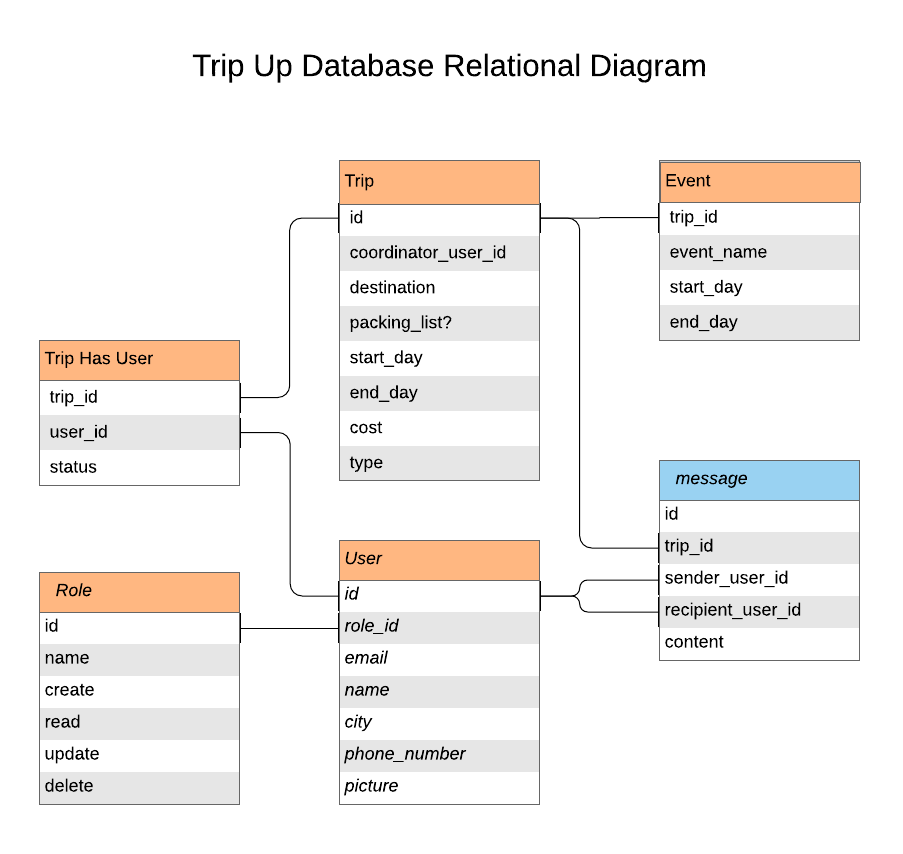 Trip Up Database Relational Diagram
Trip
id
coordinator_user_id
destination
packing_list?
start_day
end_day
cost
type
Event
trip_id
event_name
start_day
end_day
Trip Has User
trip_id
user_id
status
message
id
trip_id
sender_user_id
recipient_user_id
content
User
id
role_id
email
name
city
phone_number
picture
Role
id
name
create
read
update
delete